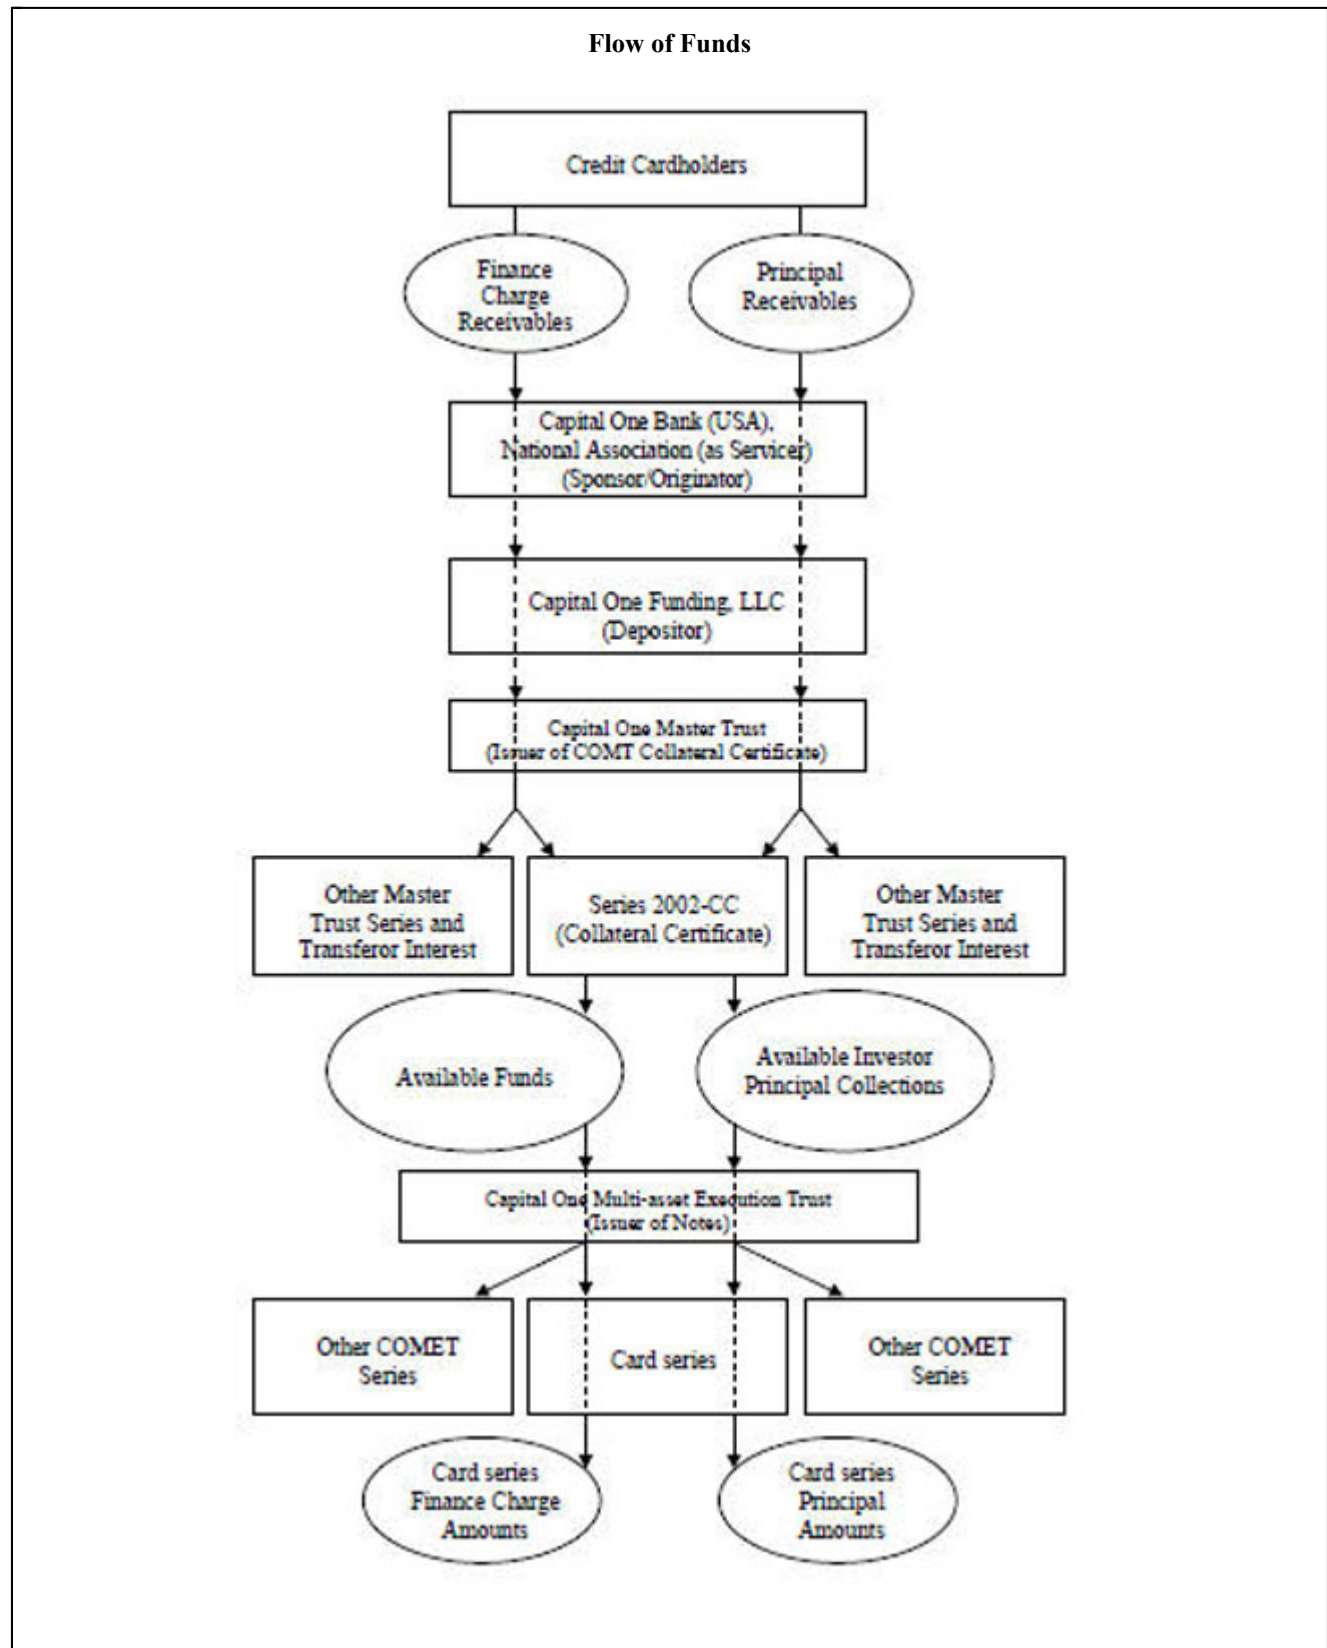 Flow of Funds
Credit Cardholders
Finance
Charge
Receivables
Principal
Receivables
Capital One Bank (USA),
National Association (as Servicer)
(Sponsor/Originator)
Capital One Funding, LLC
(Depositor)
Capital One Master Trust
(Issuer of COMT Collateral Certificate)
Other Master
Trust Series and
Transferor Interest
Series 2002-CC
(Collateral Certificate)
Other Master
Trust Series and
Transferor Interest
Available Funds
Available Investor
Principal Collections
Capital One Multi-asset Execution Trust
(Issuer of Notes)
Other COMET
Series
Card series
Other COMET
Series
Card series
Finance Charge
Amounts
Card series
Principal
Amounts